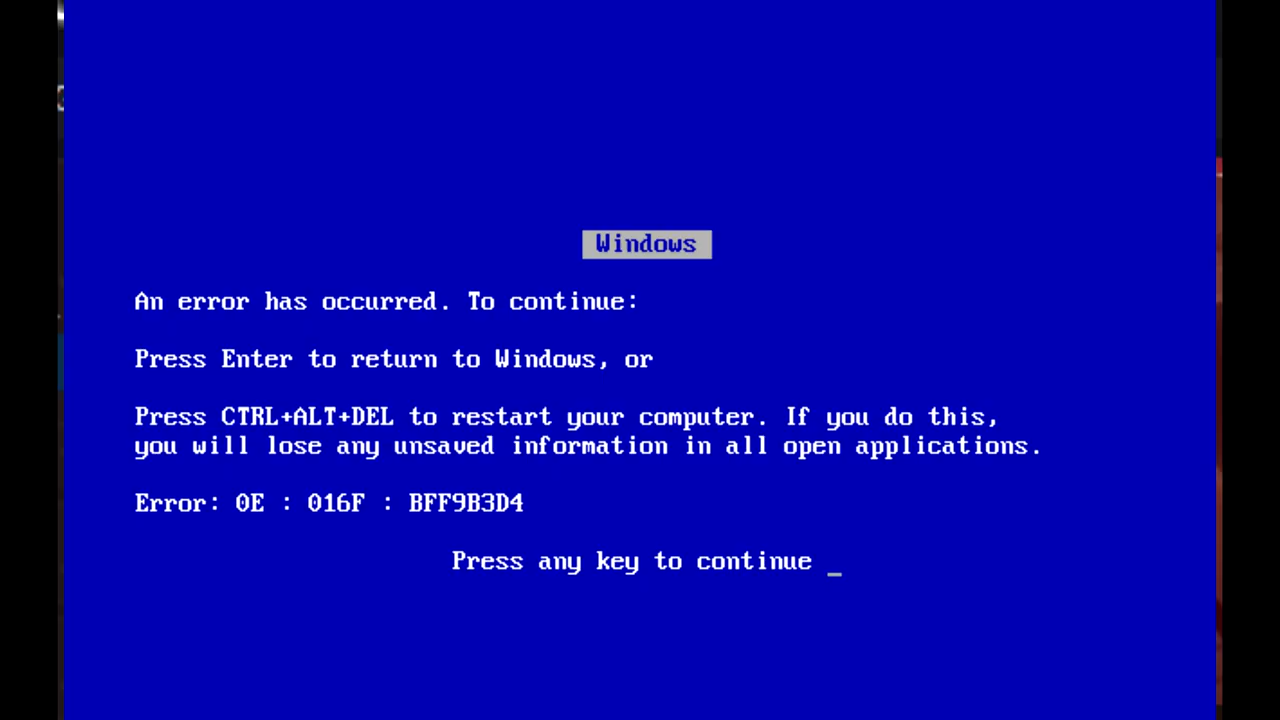 Windows
An error has occurred. To continue:
Press Enter to return to Windows, or
Press CTRL+ALT+DEL to restart your computer. If you do this,
you will lose any unsaved information in all open applications.
Error: 0E : 016F : BFF9B3D4
Press any key to continue _